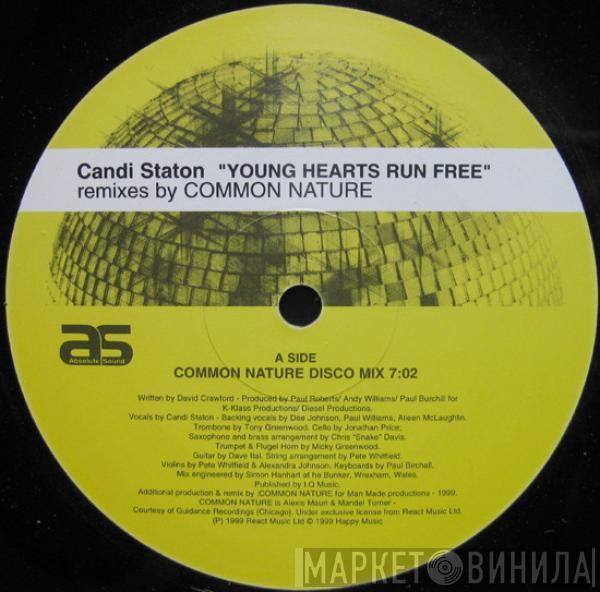 Candi Staton "YOUNG HEARTS RUN FREE"
remixes by COMMON NATURE
as
Absolute Sound
A SIDE
COMMON NATURE DISCO MIX 7:02
Written by David Crawford - Produced by Paul Roberts/ Andy Williams/ Paul Burchill for
K-Klass Productions/ Diesel Productions.
Vocals by Candi Staton - Backing vocals by Dee Johnson, Paul Williams, Aileen McLaughlin.
Trombone by Tony Greenwood. Cello by Jonathan Price;
Saxophone and brass arrangement by Chris "Snake" Davis.
Trumpet & Flugel Horn by Micky Greenwood.
Guitar by Dave Ital. String arrangement by Pete Whitfield.
Violins by Pete Whitfield & Alexandra Johnson. Keyboards by Paul Birchall.
Mix engineered by Simon Hanhart at he Bunker, Wrexham, Wales.
Published by I.Q Music.
Additional production & remix by :COMMON NATURE for Man Made productions - 1999.
COMMON NATURE is Alexis Mauri & Mandel Turner -
Courtesy of Guidance Recordings (Chicago). Under exclusive license from React Music Ltd.
(P) 1999 React Music Ltd © 1999 Happy Music
МАРКЕТ ВИНИЛА